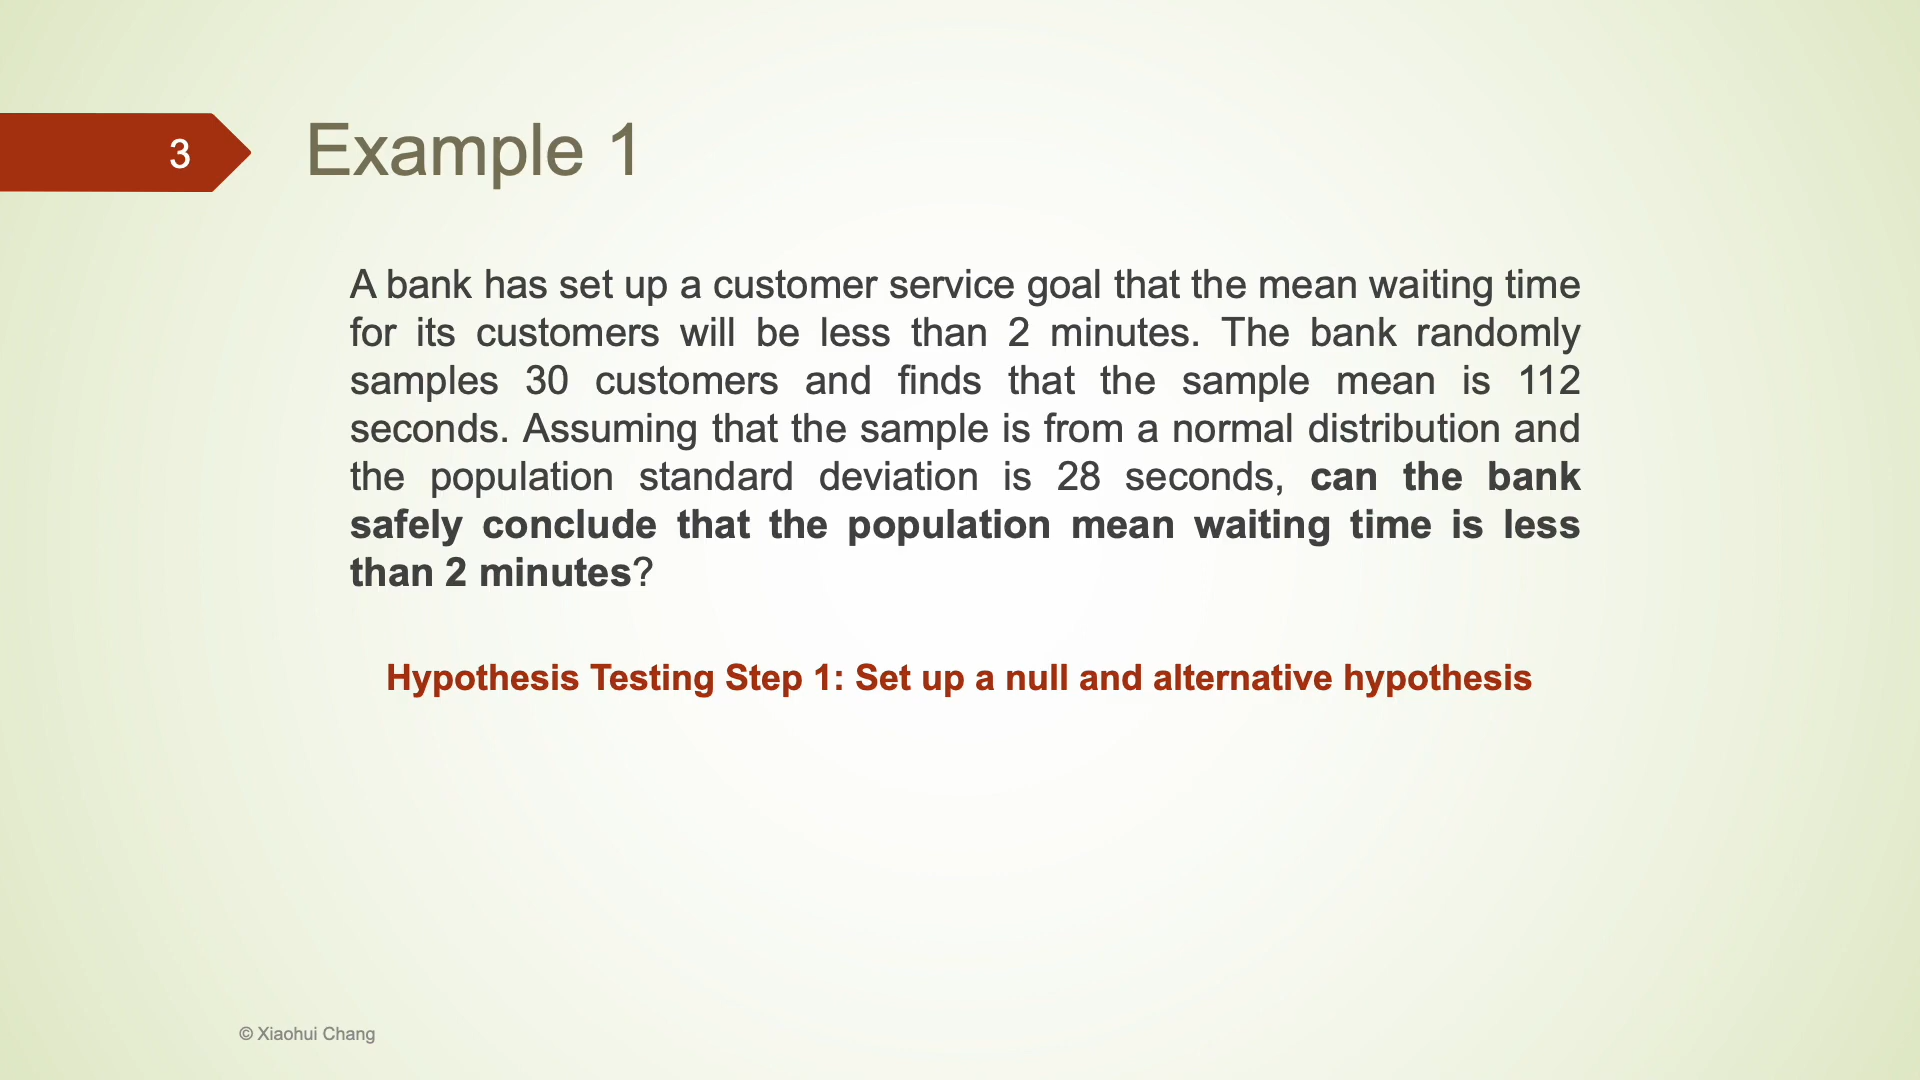 3
Example 1
A bank has set up a customer service goal that the mean waiting time
for its customers will be less than 2 minutes. The bank randomly
samples 30 customers and finds that the sample mean is 112
seconds. Assuming that the sample is from a normal distribution and
the population standard deviation is 28 seconds, can the bank
safely conclude that the population mean waiting time is less
than 2 minutes?
Hypothesis Testing Step 1: Set up a null and alternative hypothesis
© Xiaohui Chang